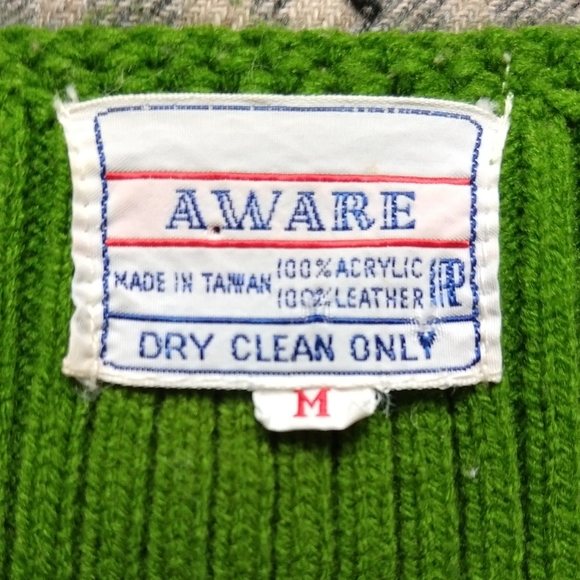 AWARE
MADE IN TAIWAN 100% ACRYLIC
100% LEATHER
DRY CLEAN ONLY
M